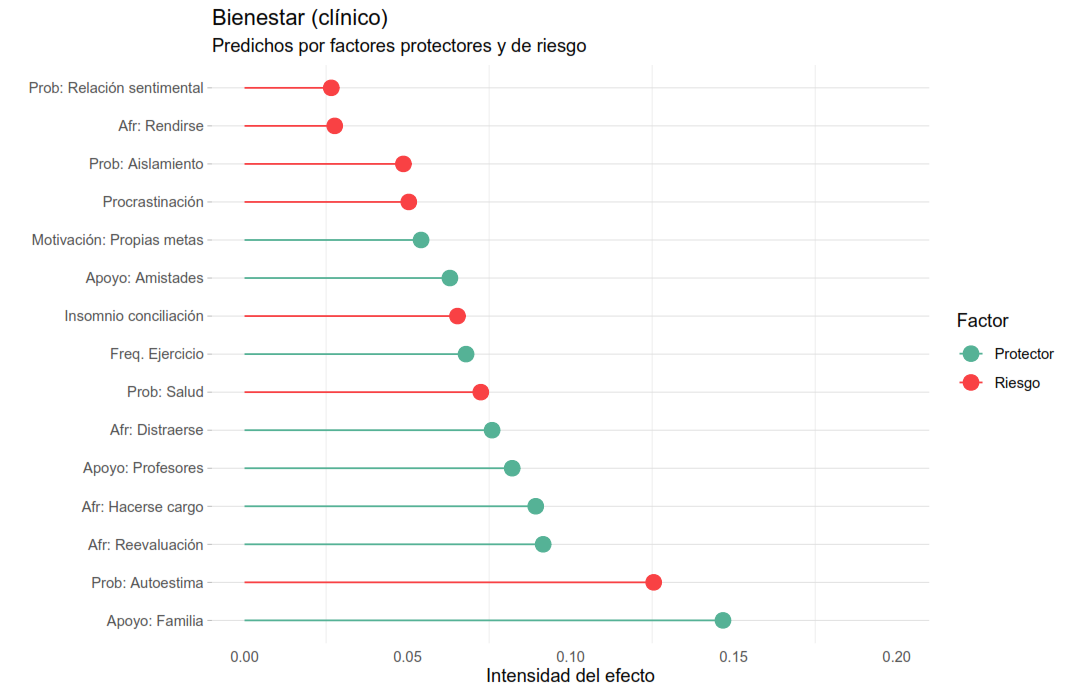 Bienestar (clínico)
Predichos por factores protectores y de riesgo
Prob: Relación sentimental
Afr: Rendirse
Prob: Aislamiento
Procrastinación
Motivación: Propias metas
Apoyo: Amistades
Insomnio conciliación
Freq. Ejercicio
Prob: Salud
Afr: Distraerse
Apoyo: Profesores
Afr: Hacerse cargo
Afr: Reevaluación
Prob: Autoestima
Apoyo: Familia
0.00 0.05 0.10 0.15 0.20
Intensidad del efecto
Factor
Protector
Riesgo